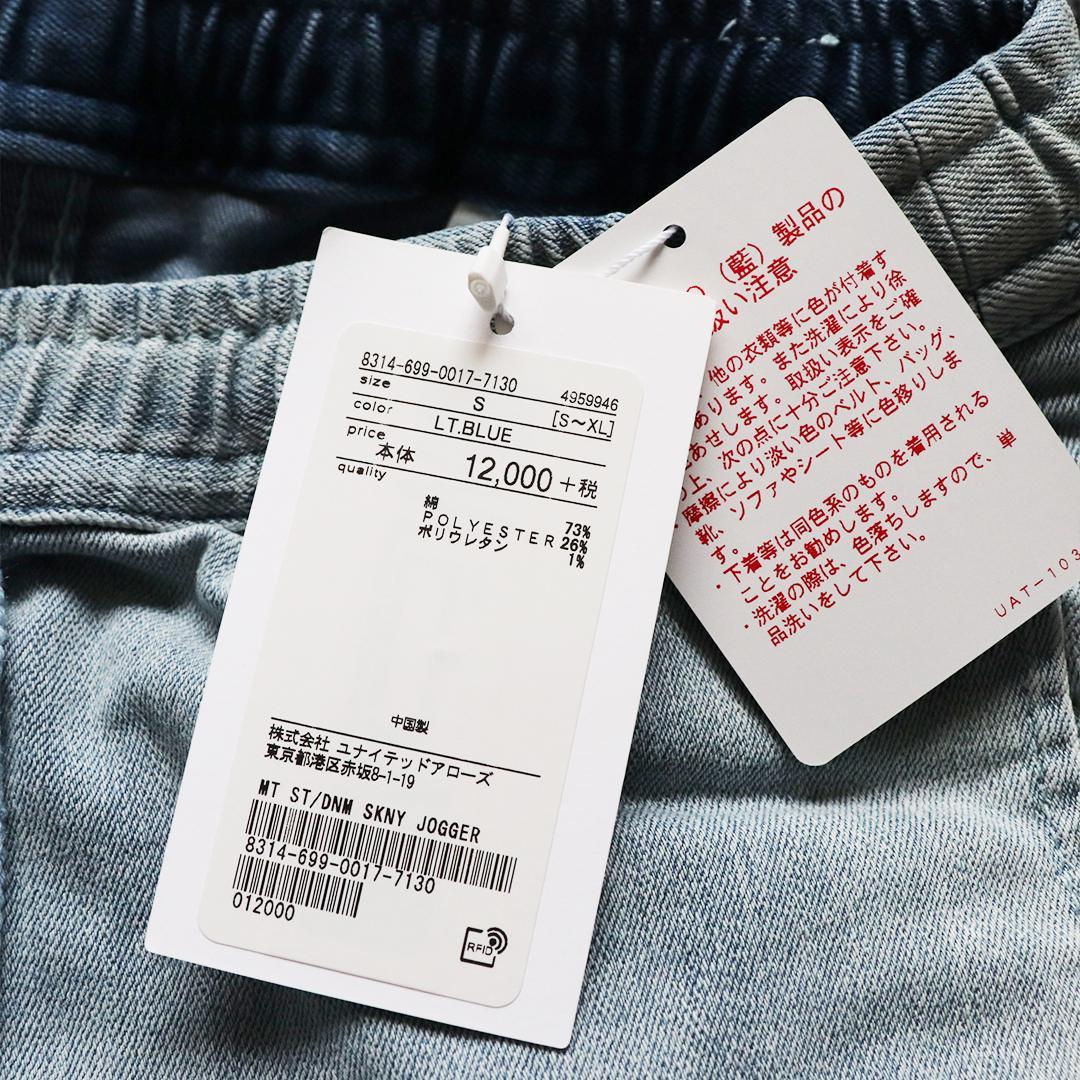 8314-699-0017-7130
size S 4959946
[S～XL]
color LT.BLUE
price 本体 12,000 +税
quality
綿 73%
POLYESTER 26%
ポリウレタン 1%
中国製
株式会社 ユナイテッドアローズ
東京都港区赤坂8-1-19
MT ST/DNM SKNY JOGGER
8314-699-0017-7130
012000
RFID
(藍) 製品の
扱い注意
他の衣類等に色が付着す
あります。また洗濯により徐
あせします。取扱い表示をご確
上、次の点に十分ご注意下さい。
・摩擦により淡い色のベルト、バッグ、
靴、ソファやシート等に色移りしま
す。
・下着等は同色系のものを着用される
ことをお勧めします。
・洗濯の際は、色落ちしますので、単
品洗いをして下さい。
UAT-103